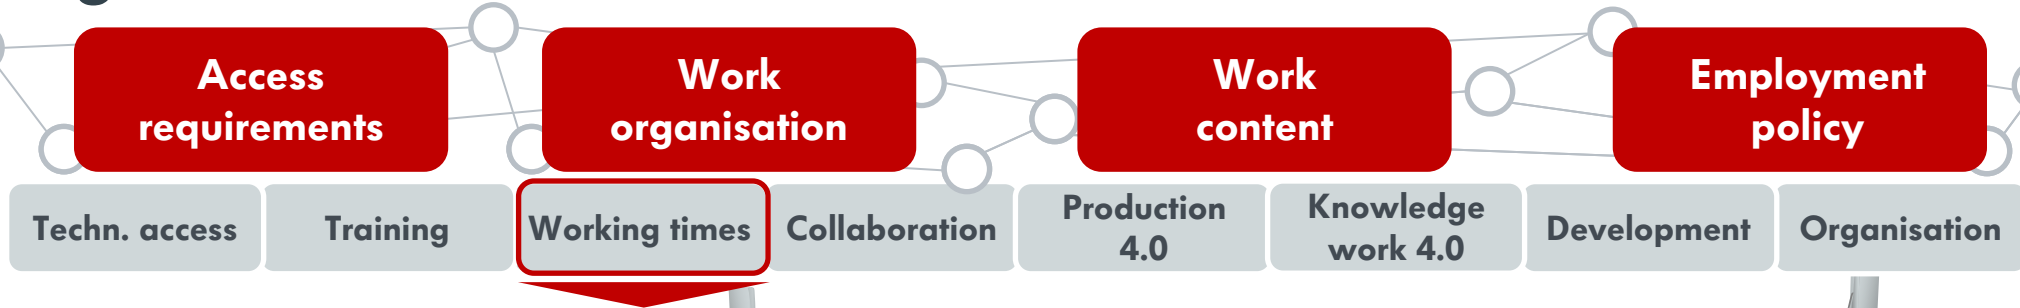 Access
requirements
Work
organisation
Work
content
Employment
policy
Techn. access
Training
Working times
Collaboration
Production
4.0
Knowledge
work 4.0
Development
Organisation